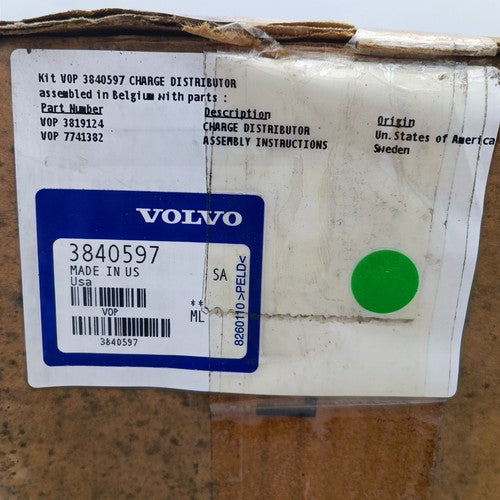 Kit VOP 3840597 CHARGE DISTRIBUTOR
assembled in Belgium with parts :
Part Number Description Origin
VOP 3819124 CHARGE DISTRIBUTOR Un. States of America
VOP 7741382 ASSEMBLY INSTRUCTIONS Sweden
VOLVO
3840597
MADE IN US
Usa
SA
VOP
**
ML
3840597
8260110 >PELD<